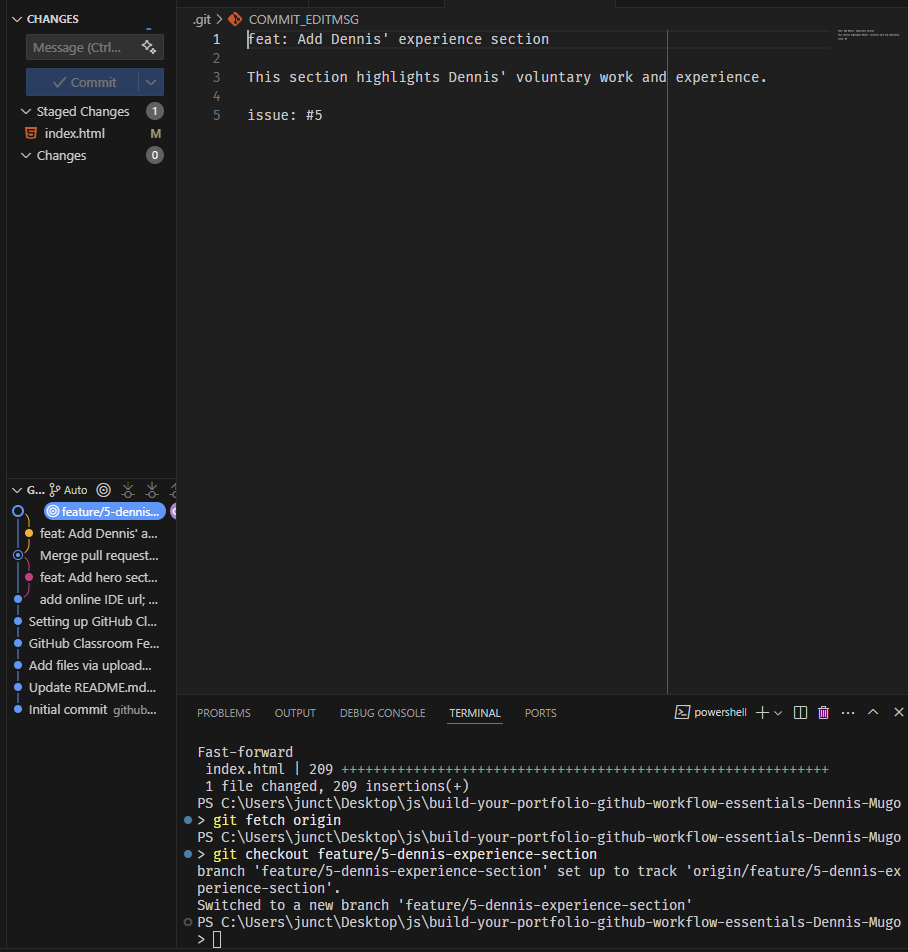 CHANGES
Message (Ctrl...
Commit
Staged Changes 1
index.html M
Changes 0
G... Auto
feature/5-dennis...
feat: Add Dennis' a...
Merge pull request...
feat: Add hero sect...
add online IDE url; ...
Setting up GitHub Cl...
GitHub Classroom Fe...
Add files via upload...
Update README.md...
Initial commit github...
.git > COMMIT_EDITMSG
1 feat: Add Dennis' experience section
2
3 This section highlights Dennis' voluntary work and experience.
4
5 issue: #5
PROBLEMS OUTPUT DEBUG CONSOLE TERMINAL PORTS powershell
Fast-forward
index.html | 209 +++++++++++++++++++++++++++++++++++++++++++++++++++++++++++++
1 file changed, 209 insertions(+)
PS C:\Users\junct\Desktop\js\build-your-portfolio-github-workflow-essentials-Dennis-Mugo
> git fetch origin
PS C:\Users\junct\Desktop\js\build-your-portfolio-github-workflow-essentials-Dennis-Mugo
> git checkout feature/5-dennis-experience-section
branch 'feature/5-dennis-experience-section' set up to track 'origin/feature/5-dennis-ex
perience-section'.
Switched to a new branch 'feature/5-dennis-experience-section'
PS C:\Users\junct\Desktop\js\build-your-portfolio-github-workflow-essentials-Dennis-Mugo
>